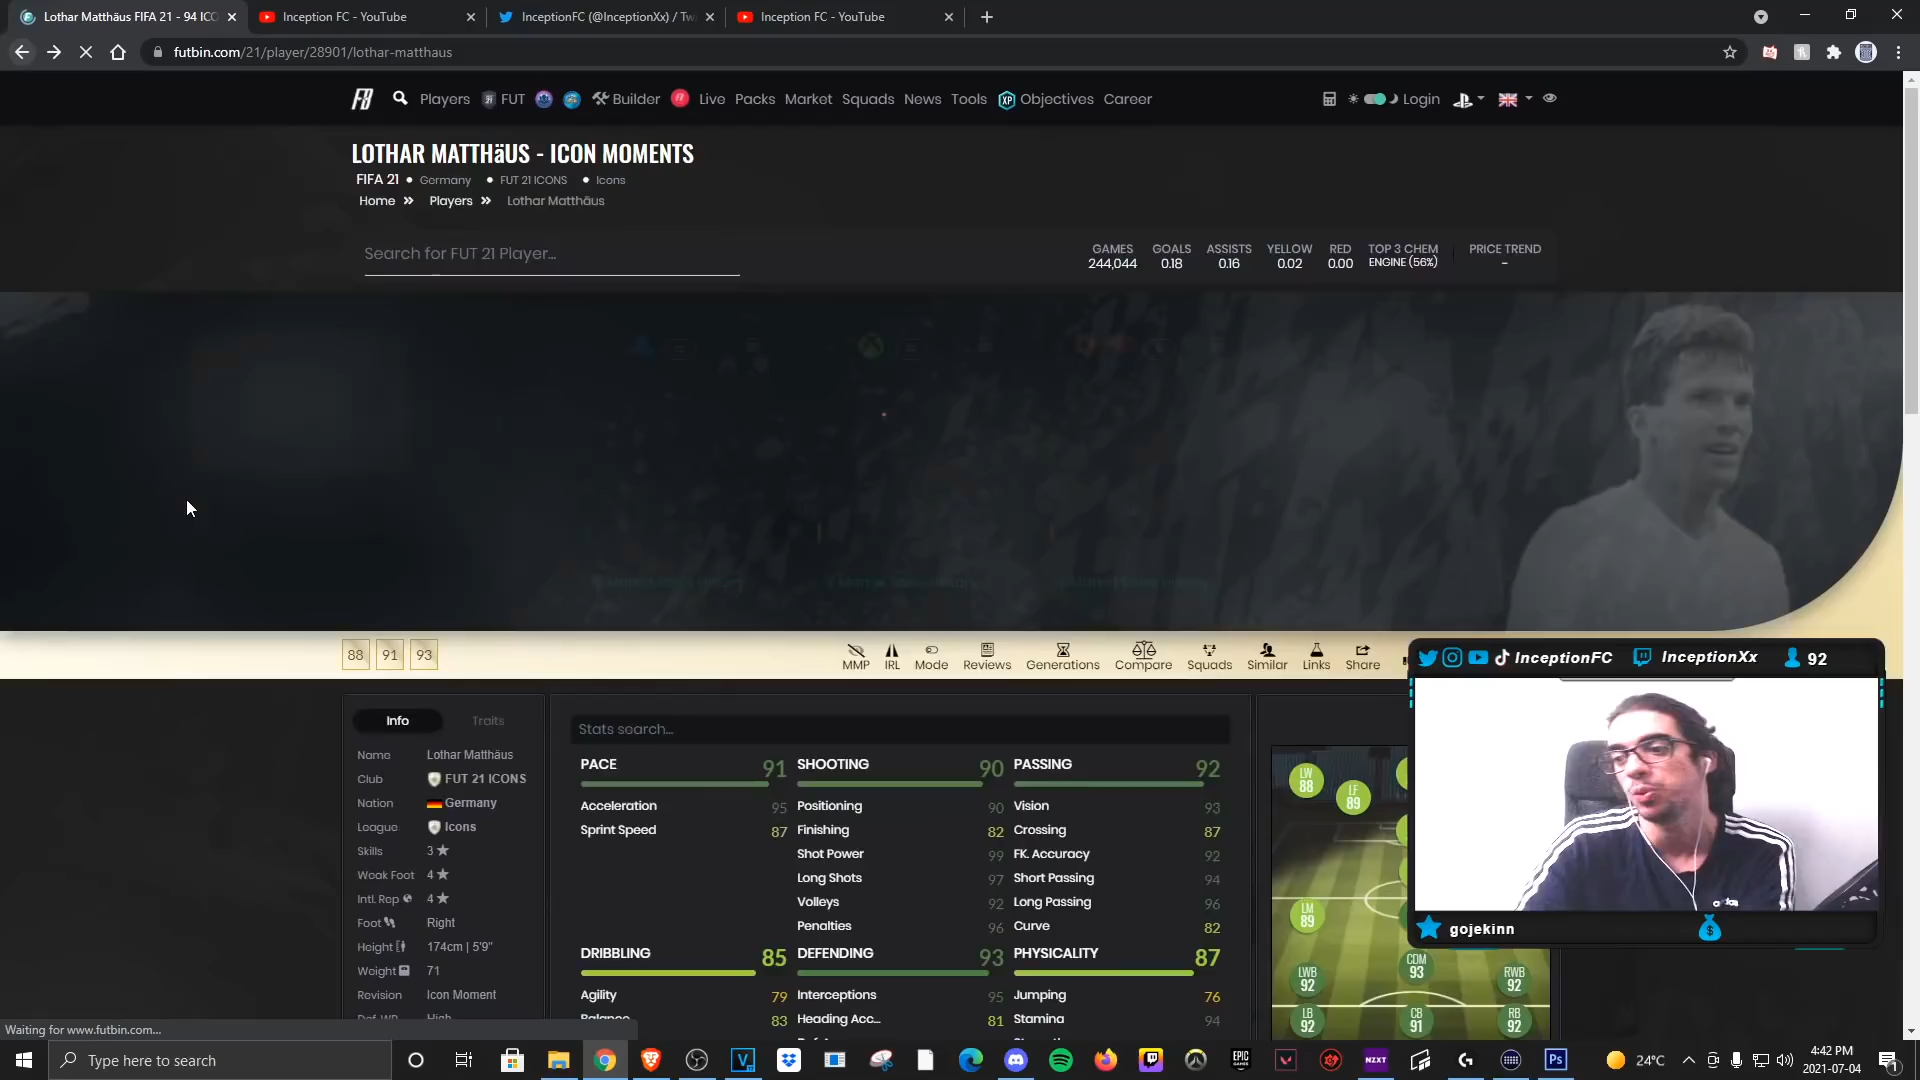 Lothar Matthäus FIFA 21 - 94 ICO
Inception FC - YouTube
InceptionFC (@InceptionXx) / Tw
Inception FC - YouTube
futbin.com/21/player/28901/lothar-matthaus
Players FUT Builder Live Packs Market Squads News Tools XP Objectives Career Login
LOTHAR MATTHäUS - ICON MOMENTS
FIFA 21 Germany FUT 21 ICONS Icons
Home » Players » Lothar Matthäus
Search for FUT 21 Player...
GAMES GOALS ASSISTS YELLOW RED TOP 3 CHEM PRICE TREND
244,044 0.18 0.16 0.02 0.00 ENGINE (56%) -
88 91 93
MMP IRL Mode Reviews Generations Compare Squads Similar Links Share
InceptionFC InceptionXx 92
Info Traits
Stats search...
Name Lothar Matthäus
Club FUT 21 ICONS
Nation Germany
League Icons
Skills 3
Weak Foot 4
Intl. Rep 4
Foot Right
Height 174cm | 5'9"
Weight 71
Revision Icon Moment
PACE 91
Acceleration 95
Sprint Speed 87
SHOOTING 90
Positioning 90
Finishing 82
Shot Power 99
Long Shots 97
Volleys 92
Penalties 96
PASSING 92
Vision 93
Crossing 87
FK. Accuracy 92
Short Passing 94
Long Passing 96
Curve 82
DRIBBLING 85
Agility 79
Balance 83
DEFENDING 93
Interceptions 95
Heading Acc... 81
PHYSICALITY 87
Jumping 76
Stamina 94
LW 88
LF 89
LM 89
CDM 93
LWB 92
RWB 92
LB 92
CB 91
RB 92
gojekinn
Waiting for www.futbin.com...
Type here to search
24°C
4:42 PM
2021-07-04